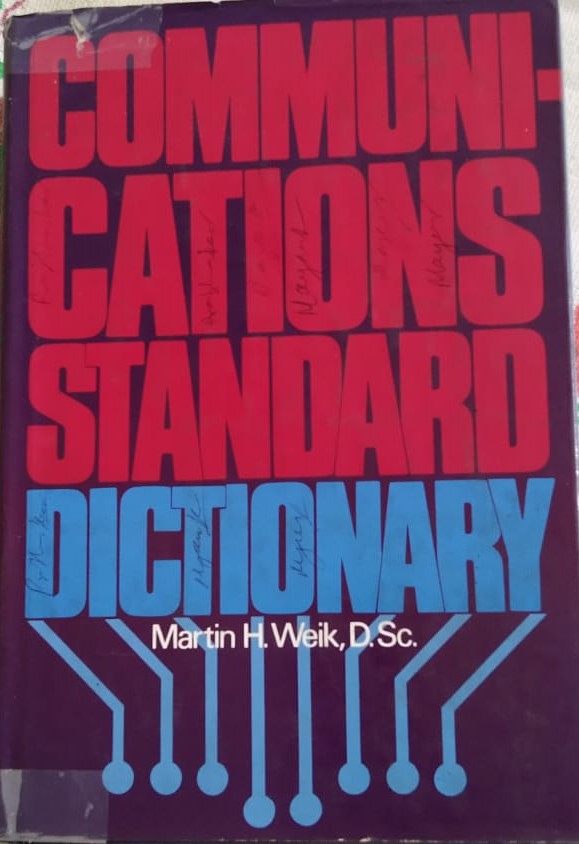 COMMUNI-
CATIONS
STANDARD
DICTIONARY
Martin H. Weik, D.Sc.